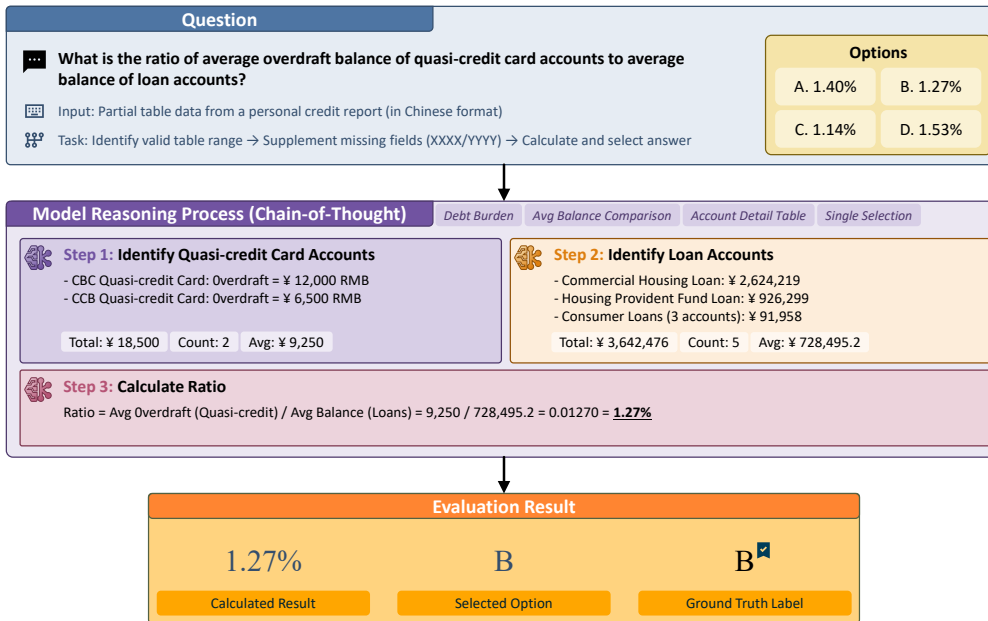 Question
What is the ratio of average overdraft balance of quasi-credit card accounts to average
balance of loan accounts?
Input: Partial table data from a personal credit report (in Chinese format)
Task: Identify valid table range → Supplement missing fields (XXXX/YYYY) → Calculate and select answer
Options
A. 1.40% B. 1.27%
C. 1.14% D. 1.53%
Model Reasoning Process (Chain-of-Thought) Debt Burden Avg Balance Comparison Account Detail Table Single Selection
Step 1: Identify Quasi-credit Card Accounts
- CBC Quasi-credit Card: 0verdraft = ¥ 12,000 RMB
- CCB Quasi-credit Card: 0verdraft = ¥ 6,500 RMB
Total: ¥ 18,500 Count: 2 Avg: ¥ 9,250
Step 2: Identify Loan Accounts
- Commercial Housing Loan: ¥ 2,624,219
- Housing Provident Fund Loan: ¥ 926,299
- Consumer Loans (3 accounts): ¥ 91,958
Total: ¥ 3,642,476 Count: 5 Avg: ¥ 728,495.2
Step 3: Calculate Ratio
Ratio = Avg 0verdraft (Quasi-credit) / Avg Balance (Loans) = 9,250 / 728,495.2 = 0.01270 = 1.27%
Evaluation Result
1.27% B B
Calculated Result Selected Option Ground Truth Label